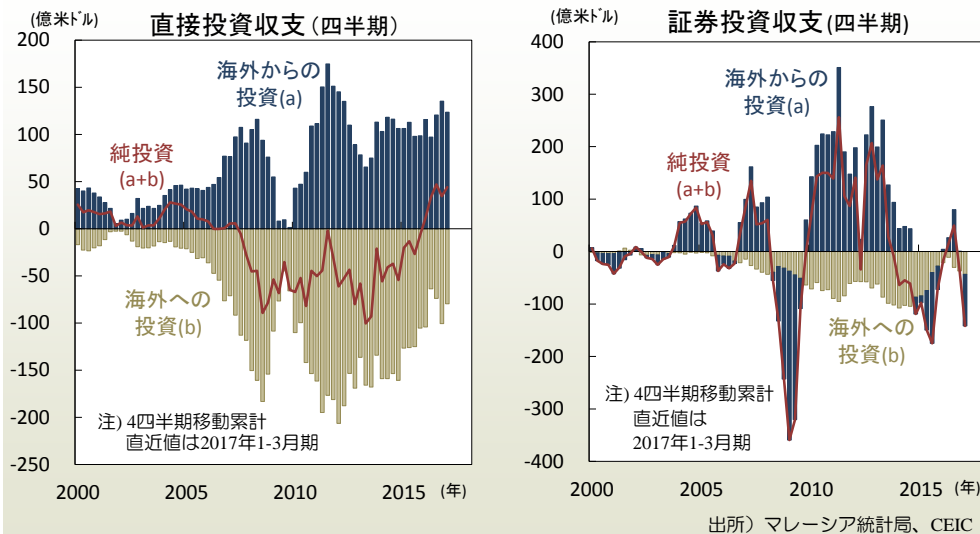 (億米ドル)
直接投資収支(四半期)
200
150
100
50
0
-50
-100
-150
-200
-250
海外からの
投資(a)
純投資
(a+b)
海外への
投資(b)
注) 4四半期移動累計
直近値は2017年1-3月期
2000
2005
2010
2015
(年)
(億米ドル)
証券投資収支(四半期)
400
300
200
100
0
-100
-200
-300
-400
海外からの
投資(a)
純投資
(a+b)
海外への
投資(b)
注) 4四半期移動累計
直近値は
2017年1-3月期
2000
2005
2010
2015
(年)
出所）マレーシア統計局、CEIC